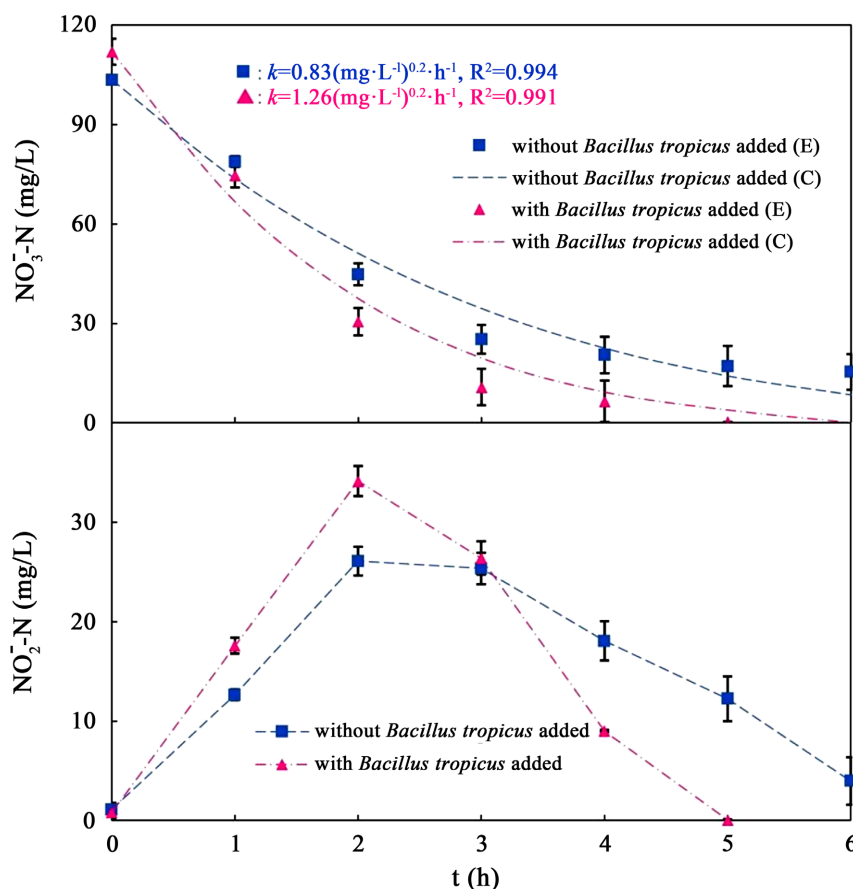 120
90
60
30
0
NO₃⁻-N (mg/L)
: k=0.83(mg·L⁻¹)⁰·²·h⁻¹, R²=0.994
: k=1.26(mg·L⁻¹)⁰·²·h⁻¹, R²=0.991
without Bacillus tropicus added (E)
without Bacillus tropicus added (C)
with Bacillus tropicus added (E)
with Bacillus tropicus added (C)
30
20
10
0
NO₂⁻-N (mg/L)
without Bacillus tropicus added
with Bacillus tropicus added
0 1 2 3 4 5 6
t (h)